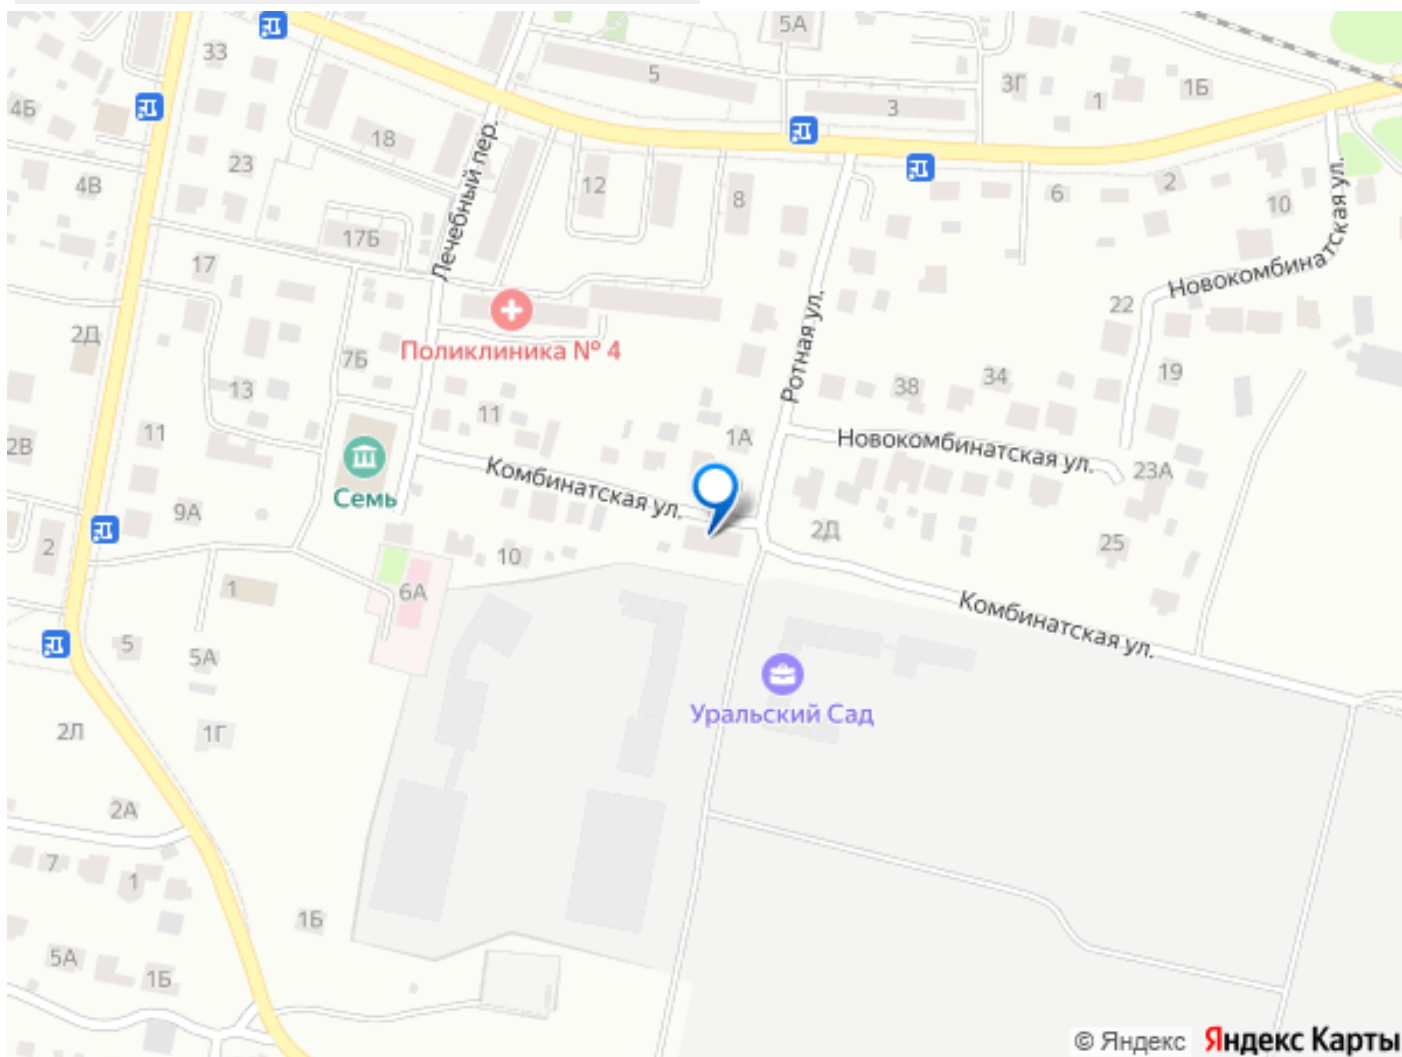 5А
33
5
3Г
1Б
1
4Б
3
18
Лечебный пер.
23
4В
12
8
6
2
10
17Б
Новокомбинатская ул.
17
22
Ротная ул.
2Д
Поликлиника № 4
7Б
13
38
34
19
11
11
1А
2В
Новокомбинатская ул.
Комбинатская ул.
23А
Семь
9А
2Д
2
10
25
1
6А
Комбинатская ул.
5
5А
Уральский Сад
2Л
1Г
2А
7
1
1Б
5А
1Б
© Яндекс Яндекс Карты